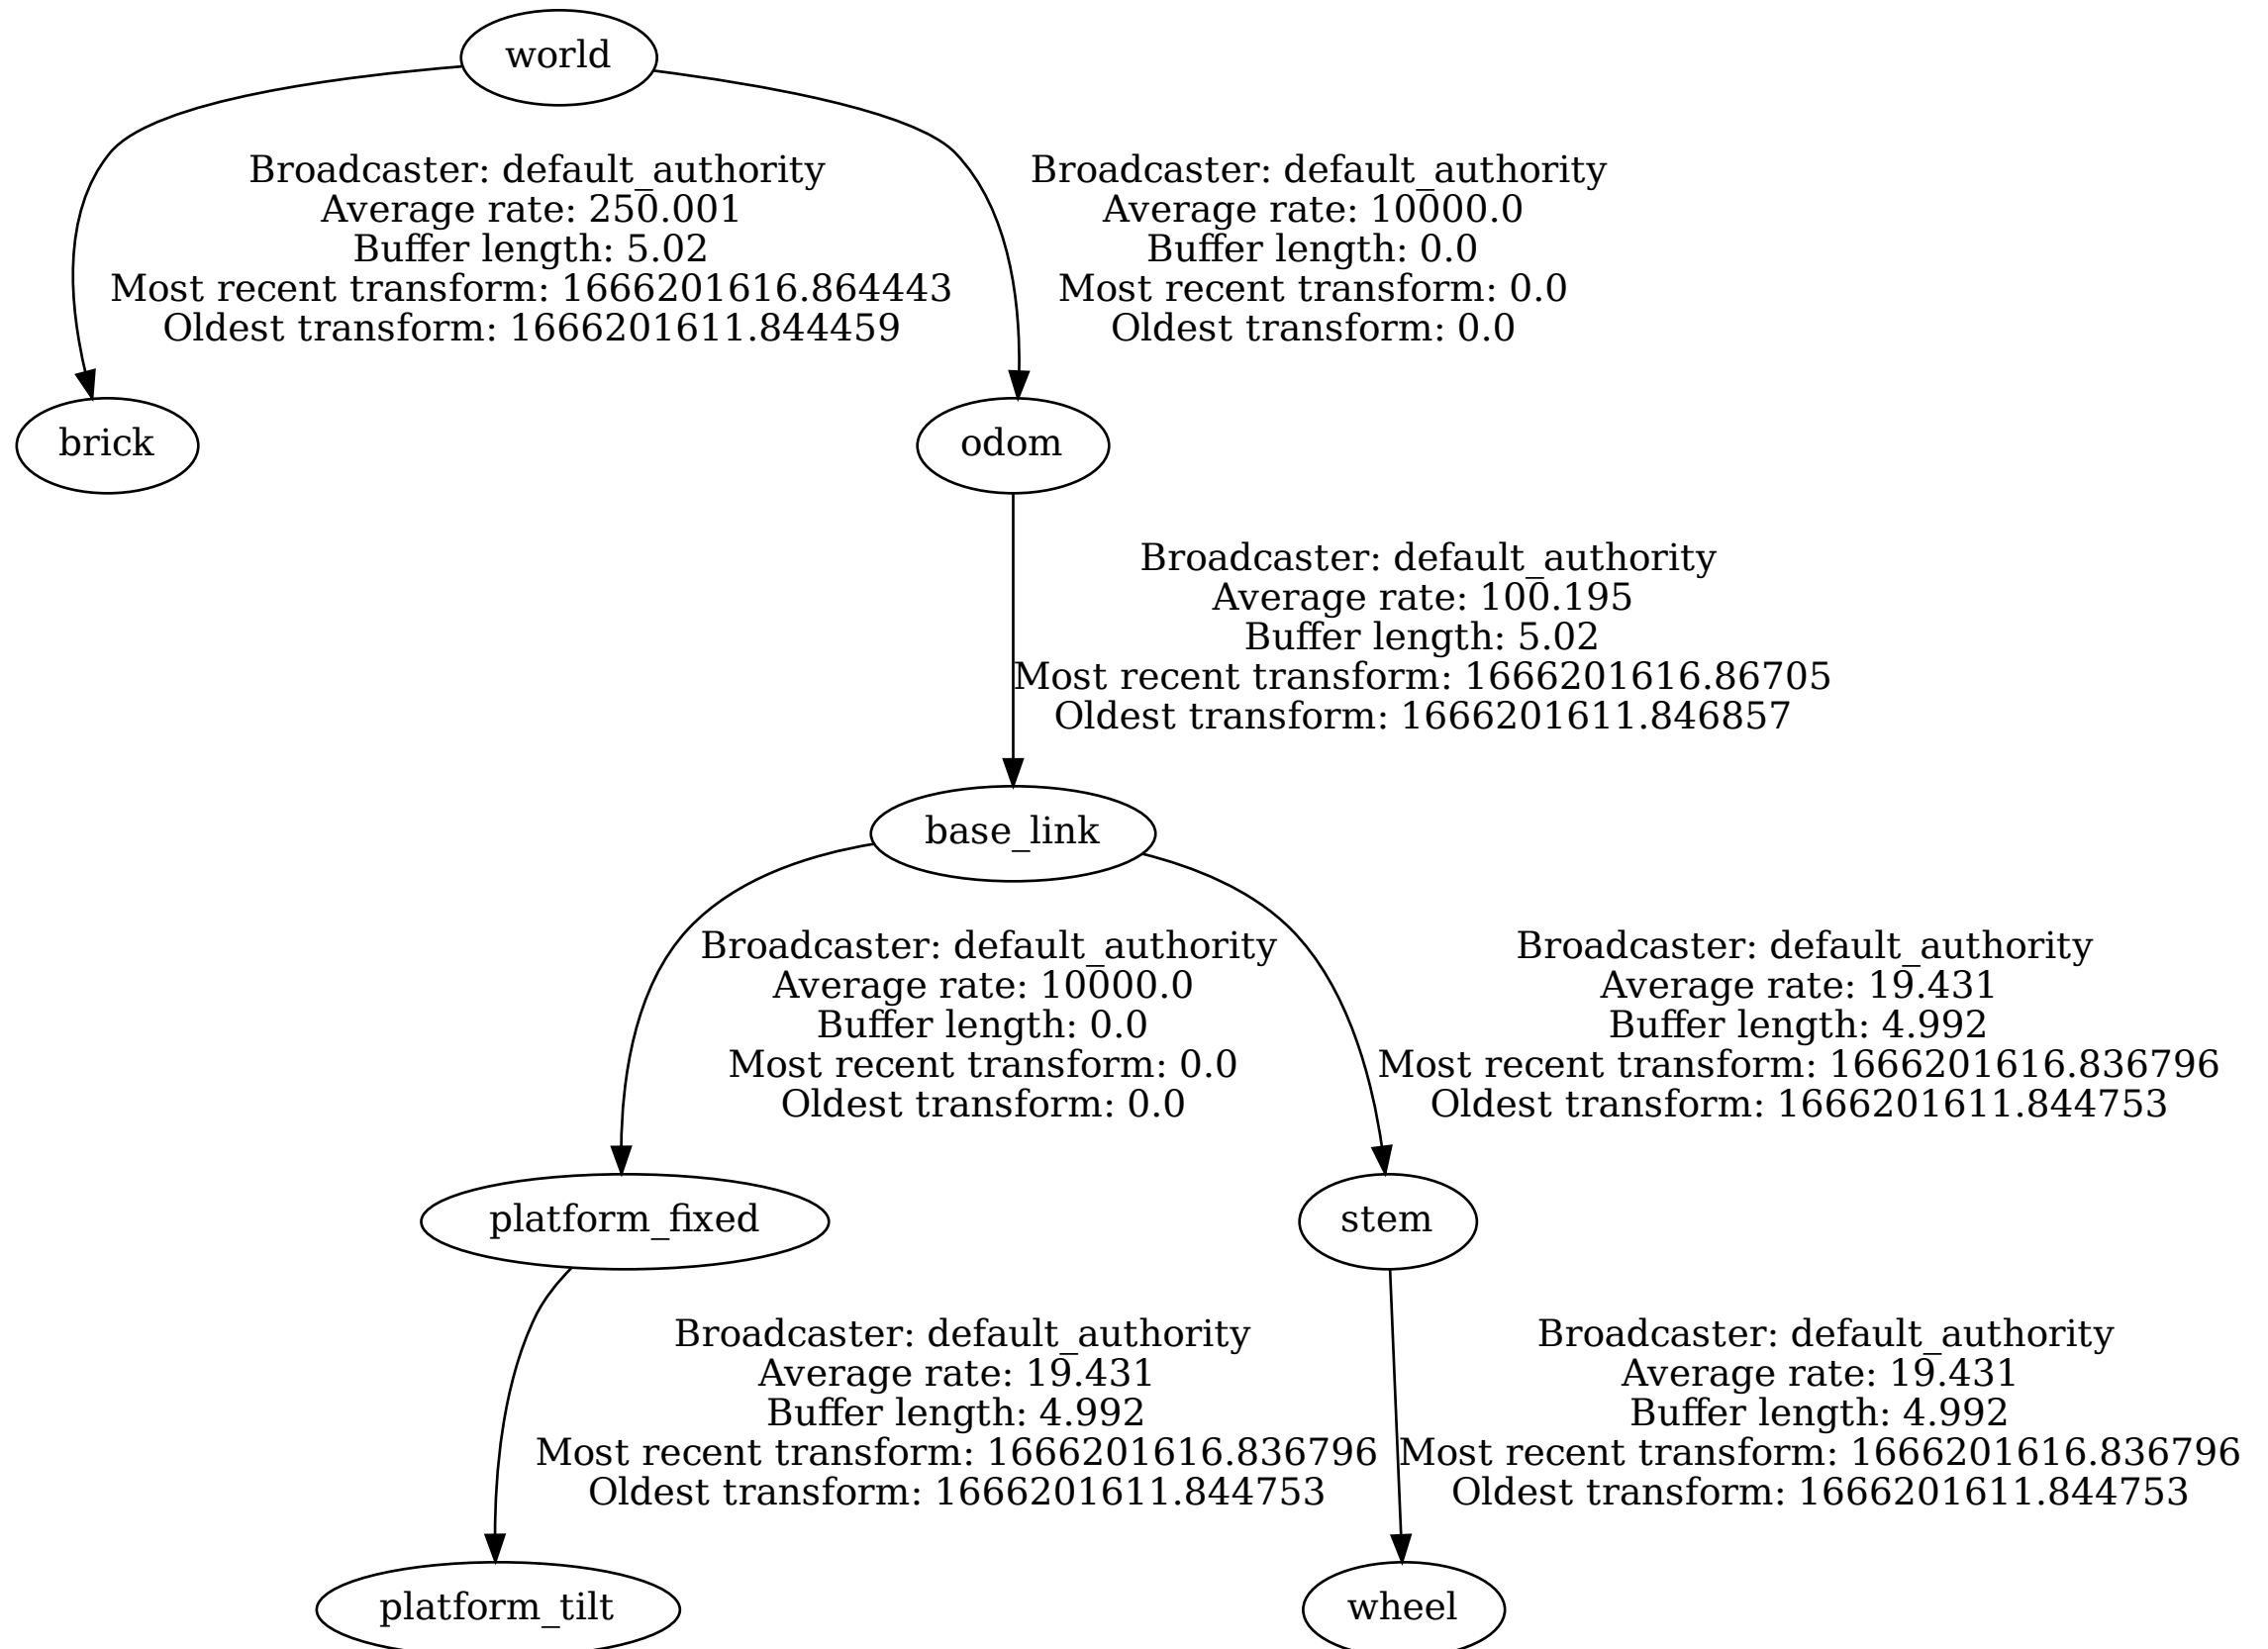 world
Broadcaster: default_authority
Average rate: 250.001
Buffer length: 5.02
Most recent transform: 1666201616.864443
Oldest transform: 1666201611.844459
Broadcaster: default_authority
Average rate: 10000.0
Buffer length: 0.0
Most recent transform: 0.0
Oldest transform: 0.0
brick
odom
Broadcaster: default_authority
Average rate: 100.195
Buffer length: 5.02
Most recent transform: 1666201616.86705
Oldest transform: 1666201611.846857
base_link
Broadcaster: default_authority
Average rate: 10000.0
Buffer length: 0.0
Most recent transform: 0.0
Oldest transform: 0.0
Broadcaster: default_authority
Average rate: 19.431
Buffer length: 4.992
Most recent transform: 1666201616.836796
Oldest transform: 1666201611.844753
platform_fixed
stem
Broadcaster: default_authority
Average rate: 19.431
Buffer length: 4.992
Most recent transform: 1666201616.836796
Oldest transform: 1666201611.844753
Broadcaster: default_authority
Average rate: 19.431
Buffer length: 4.992
Most recent transform: 1666201616.836796
Oldest transform: 1666201611.844753
platform_tilt
wheel